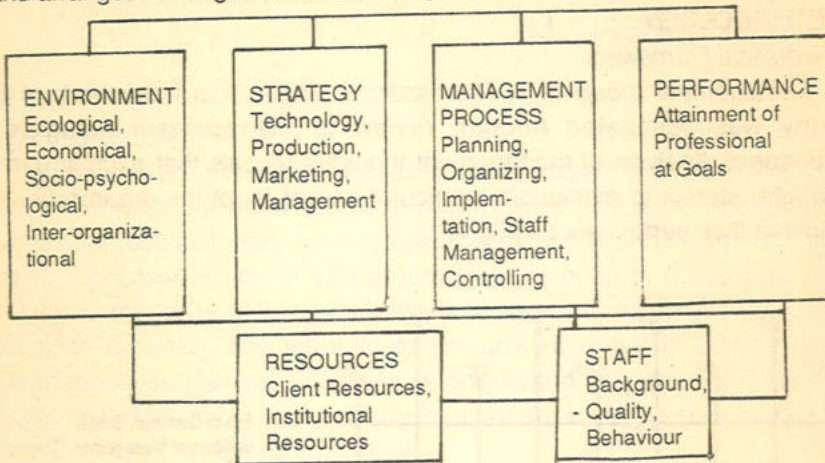 ENVIRONMENT
Ecological,
Economical,
Socio-psycho-
logical,
Inter-organiza-
tional
STRATEGY
Technology,
Production,
Marketing,
Management
MANAGEMENT
PROCESS
Planning,
Organizing,
Implem-
tation, Staff
Management,
Controlling
PERFORMANCE
Attainment of
Professional
at Goals
RESOURCES
Client Resources,
Institutional
Resources
STAFF
Background,
- Quality,
Behaviour